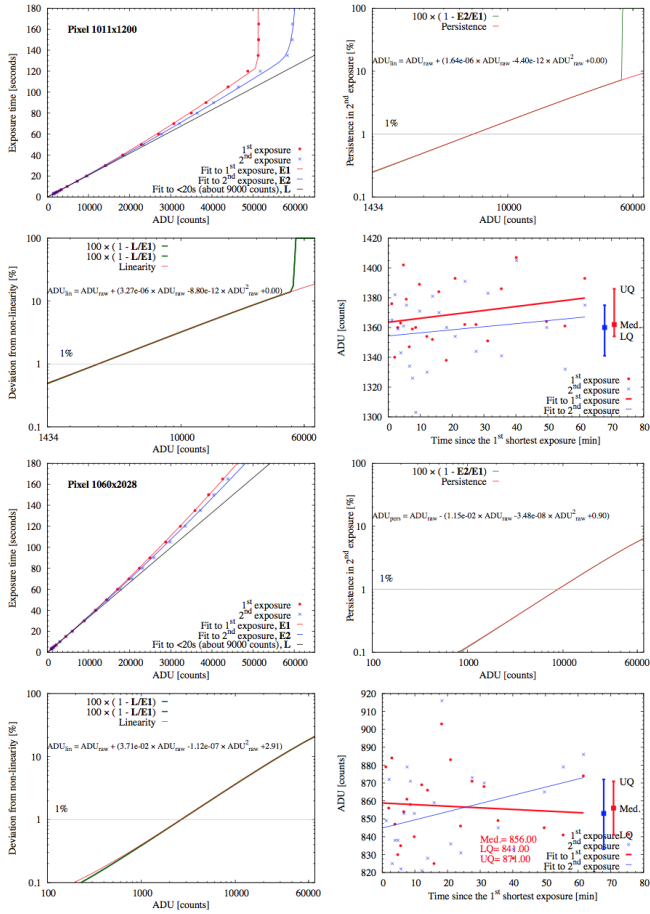 Pixel 1011x1200
Exposure time [seconds]
180
160
140
120
100
80
60
40
20
0
1st exposure
2nd exposure
Fit to 1st exposure, E1
Fit to 2nd exposure, E2
Fit to <20s (about 9000 counts), L
0 10000 20000 30000 40000 50000 60000
ADU [counts]
Persistence in 2nd exposure [%]
100
10
1
0.1
100 × (1 - E2/E1)
Persistence
ADUlin = ADUraw + (1.64e-06 × ADUraw -4.40e-12 × ADU2raw +0.00)
1%
1434 10000 60000
ADU [counts]
Deviation from non-linearity [%]
100
10
1
0.1
100 × (1 - L/E1)
100 × (1 - L/E1)
Linearity
ADUlin = ADUraw + (3.27e-06 × ADUraw -8.80e-12 × ADU2raw +0.00)
1%
1434 10000 60000
ADU [counts]
ADU [counts]
1420
1400
1380
1360
1340
1320
1300
UQ
Med.
LQ
1st exposure
2nd exposure
Fit to 1st exposure
Fit to 2nd exposure
0 10 20 30 40 50 60 70 80
Time since the 1st shortest exposure [min]
Pixel 1060x2028
Exposure time [seconds]
180
160
140
120
100
80
60
40
20
0
1st exposure
2nd exposure
Fit to 1st exposure, E1
Fit to 2nd exposure, E2
Fit to <20s (about 9000 counts), L
0 10000 20000 30000 40000 50000 60000
ADU [counts]
Persistence in 2nd exposure [%]
100
10
1
0.1
100 × (1 - E2/E1)
Persistence
ADUpers = ADUraw - (1.15e-02 × ADUraw -3.48e-08 × ADU2raw +0.90)
1%
100 1000 10000 60000
ADU [counts]
Deviation from non-linearity [%]
100
10
1
0.1
100 × (1 - L/E1)
100 × (1 - L/E1)
Linearity
ADUlin = ADUraw + (3.71e-02 × ADUraw -1.12e-07 × ADU2raw +2.91)
1%
100 1000 10000 60000
ADU [counts]
ADU [counts]
920
910
900
890
880
870
860
850
840
830
820
UQ
Med.
LQ
Med.= 856.00
LQ= 841.00
UQ= 871.00
1st exposure
2nd exposure
Fit to 1st exposure
Fit to 2nd exposure
0 10 20 30 40 50 60 70 80
Time since the 1st shortest exposure [min]